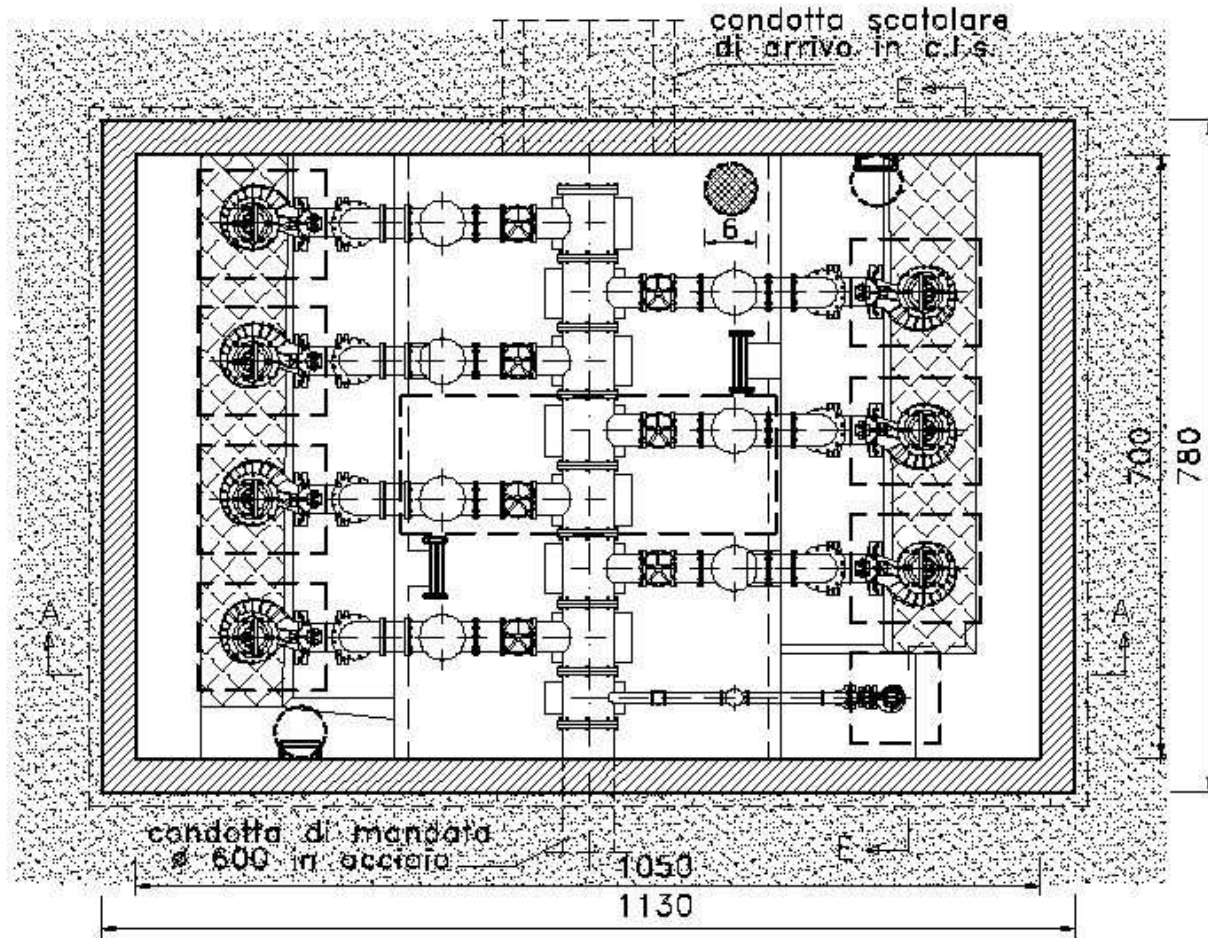 condotta scatolare
di arrivo in c.l.s.
E
6
700
780
A
A
condotta di mandata
ø 600 in acciaio
E
1050
1130